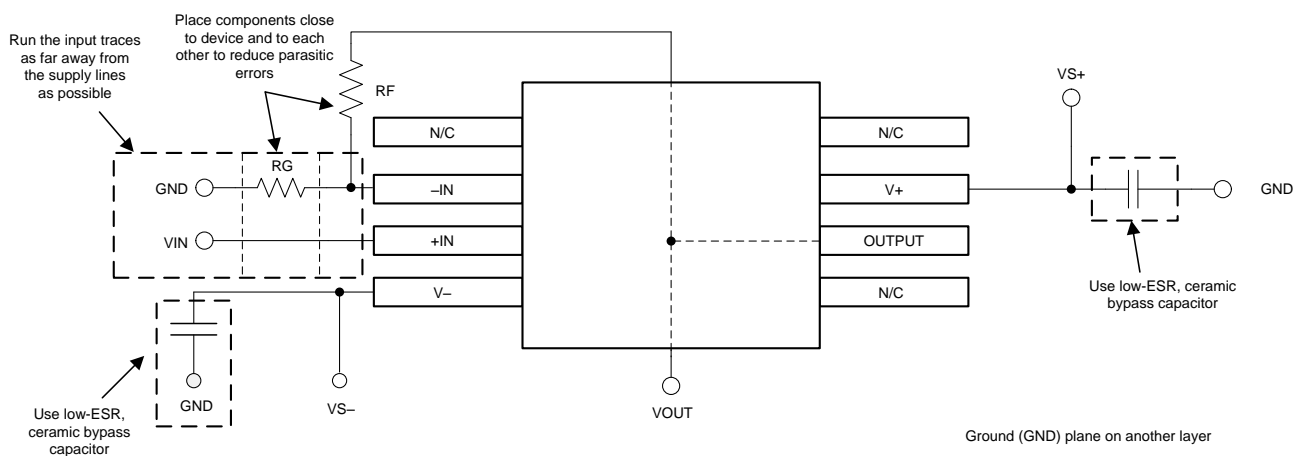 Place components close
to device and to each
other to reduce parasitic
errors
Run the input traces
as far away from
the supply lines
as possible
RF
VS+
N/C
N/C
RG
GND
–IN
V+
GND
VIN
+IN
OUTPUT
V–
N/C
Use low-ESR, ceramic
bypass capacitor
GND
VS–
VOUT
Use low-ESR,
ceramic bypass
capacitor
Ground (GND) plane on another layer